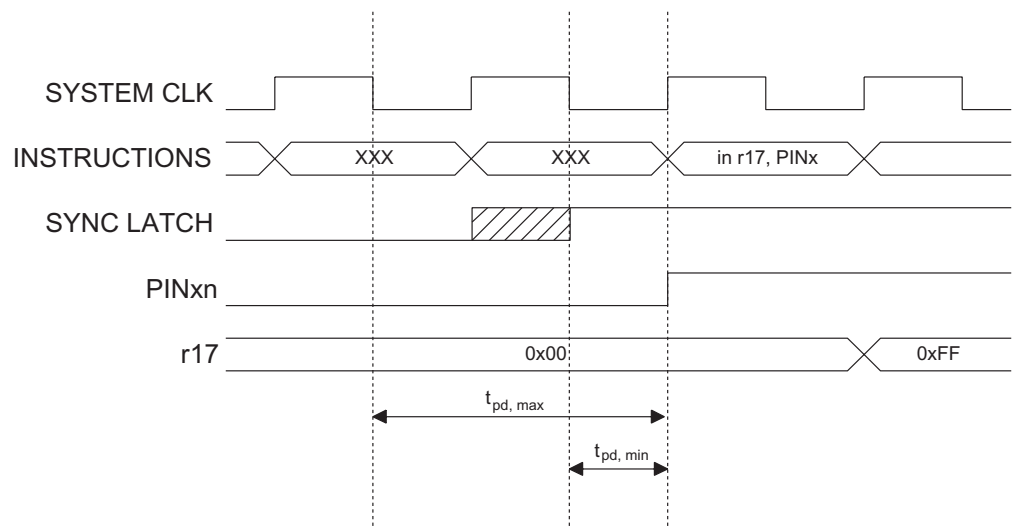 SYSTEM CLK
INSTRUCTIONS XXX XXX in r17, PINx
SYNC LATCH
PINxn
r17 0x00 0xFF
tpd, max
tpd, min